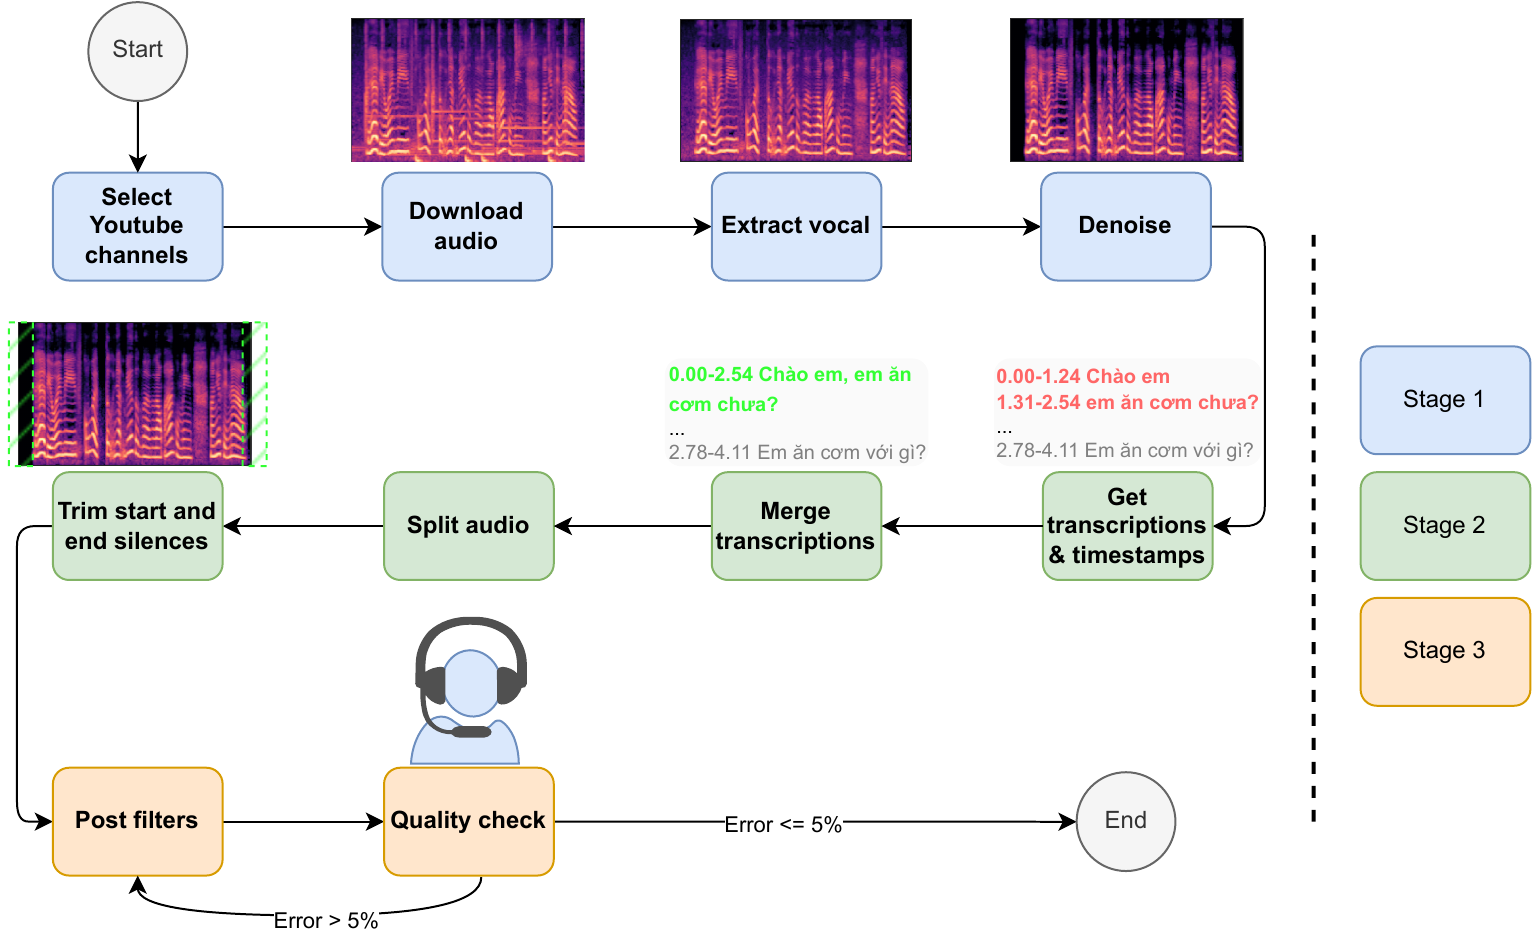 Start
Select
Youtube
channels
Download
audio
Extract vocal
Denoise
0.00-1.24 Chào em
1.31-2.54 em ăn cơm chưa?
...
2.78-4.11 Em ăn cơm với gì?
Get
transcriptions
& timestamps
0.00-2.54 Chào em, em ăn
cơm chưa?
...
2.78-4.11 Em ăn cơm với gì?
Merge
transcriptions
Split audio
Trim start and
end silences
Post filters
Quality check
Error <= 5%
End
Error > 5%
Stage 1
Stage 2
Stage 3